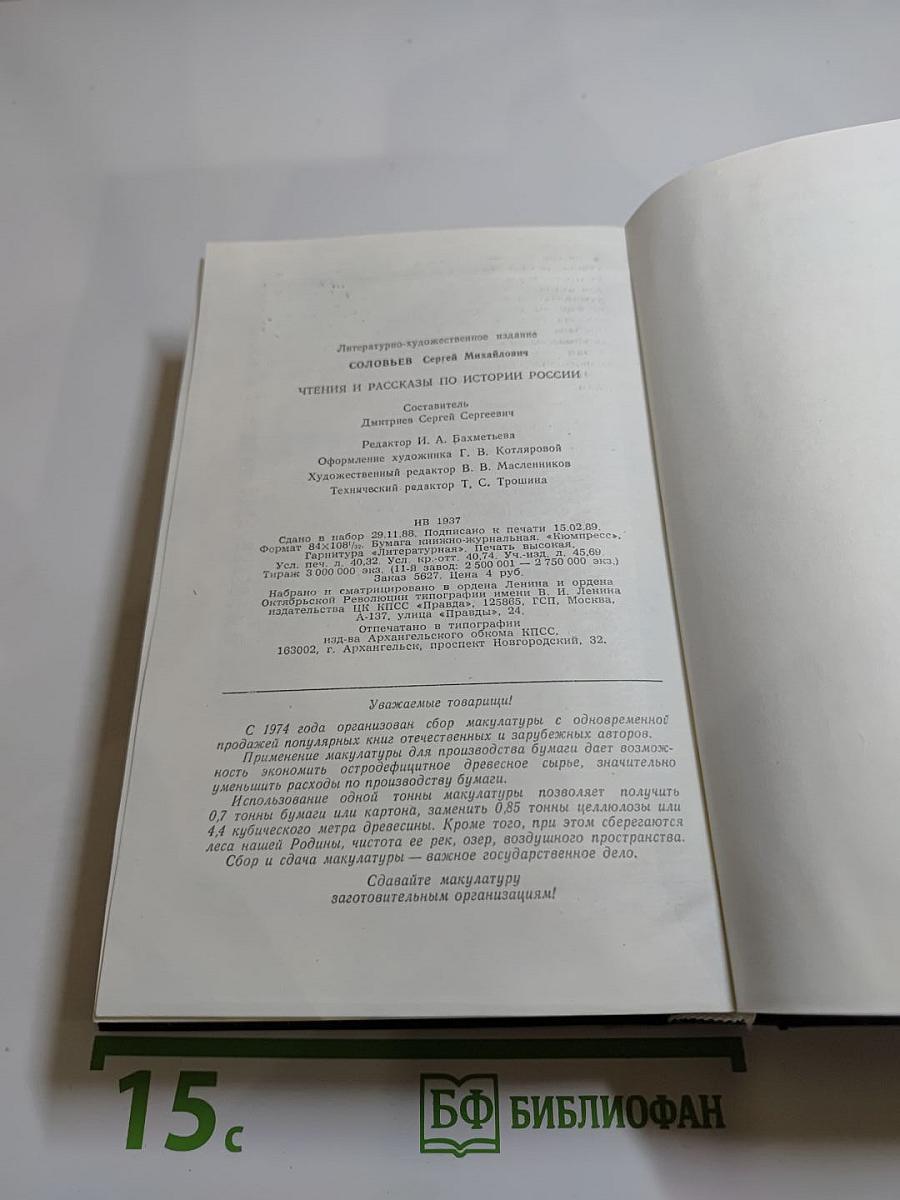 Литературно-художественное издание
СОЛОВЬЕВ Сергей Михайлович
ЧТЕНИЯ И РАССКАЗЫ ПО ИСТОРИИ РОССИИ
Составитель
Дмитриев Сергей Сергеевич
Редактор И. А. Бахметьева
Оформление художника Г. В. Котляровой
Художественный редактор В. В. Масленников
Технический редактор Т. С. Трошина
ИВ 1937
Сдано в набор 29.11.88. Подписано к печати 15.02.89.
Формат 84×108¹/₃₂. Бумага книжно-журнальная. «Кюмпресс».
Гарнитура «Литературная». Печать высокая.
Усл. печ. л. 40,32. Усл. кр.-отт. 40,74. Уч.-изд. л. 45,69.
Тираж 3 000 000 экз. (11-й завод: 2 500 001 — 2 750 000 экз.)
Заказ 5627. Цена 4 руб.
Набрано и сматрицировано в ордена Ленина и ордена
Октябрьской Революции типографии имени В. И. Ленина
издательства ЦК КПСС «Правда», 125865, ГСП, Москва,
А-137, улица «Правды», 24.
Отпечатано в типографии
изд-ва Архангельского обкома КПСС,
163002, г. Архангельск, проспект Новгородский, 32.
Уважаемые товарищи!
С 1974 года организован сбор макулатуры с одновременной
продажей популярных книг отечественных и зарубежных авторов.
Применение макулатуры для производства бумаги дает возмож-
ность экономить остродефицитное древесное сырье, значительно
уменьшить расходы по производству бумаги.
Использование одной тонны макулатуры позволяет получить
0,7 тонны бумаги или картона, заменить 0,85 тонны целлюлозы или
4,4 кубического метра древесины. Кроме того, при этом сберегаются
леса нашей Родины, чистота ее рек, озер, воздушного пространства.
Сбор и сдача макулатуры — важное государственное дело.
Сдавайте макулатуру
заготовительным организациям!
15 с
БФ БИБЛИОФАН